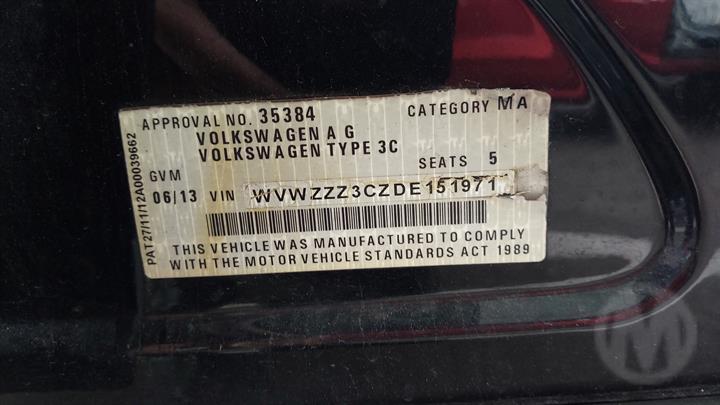 APPROVAL NO. 35384 CATEGORY MA
VOLKSWAGEN A G
VOLKSWAGEN TYPE 3C
GVM SEATS 5
06/13 VIN WVWZZZ3CZDE151971
THIS VEHICLE WAS MANUFACTURED TO COMPLY
WITH THE MOTOR VEHICLE STANDARDS ACT 1989
PAT27/11/12A00039662
M